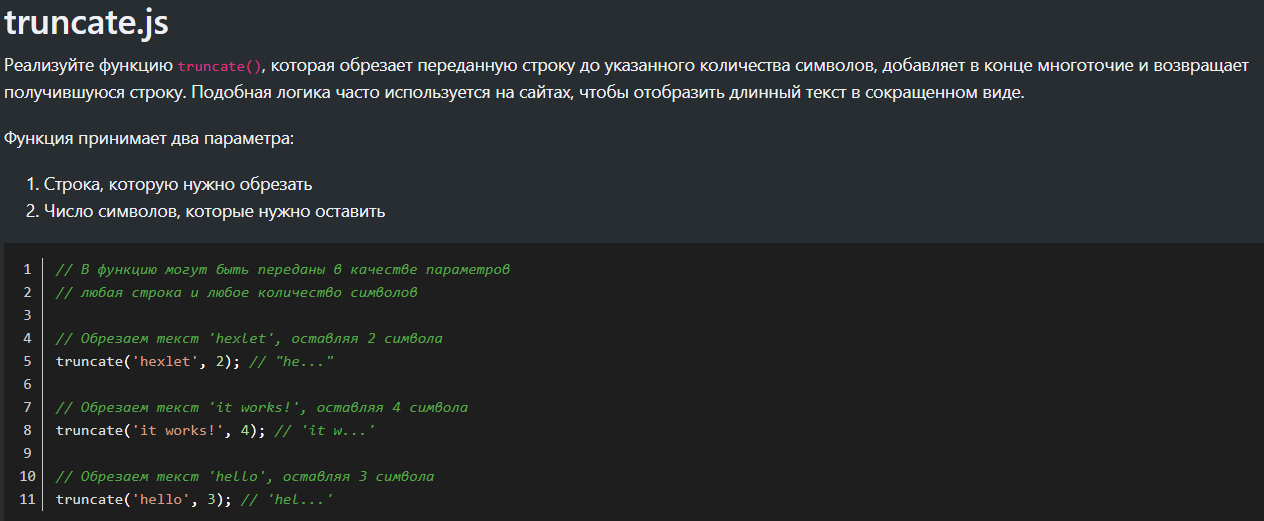 truncate.js
Реализуйте функцию truncate(), которая обрезает переданную строку до указанного количества символов, добавляет в конце многоточие и возвращает
получившуюся строку. Подобная логика часто используется на сайтах, чтобы отобразить длинный текст в сокращенном виде.
Функция принимает два параметра:
1. Строка, которую нужно обрезать
2. Число символов, которые нужно оставить
1 // В функцию могут быть переданы в качестве параметров
2 // любая строка и любое количество символов
3
4 // Обрезаем текст 'hexlet', оставляя 2 символа
5 truncate('hexlet', 2); // "he..."
6
7 // Обрезаем текст 'it works!', оставляя 4 символа
8 truncate('it works!', 4); // 'it w...'
9
10 // Обрезаем текст 'hello', оставляя 3 символа
11 truncate('hello', 3); // 'hel...'